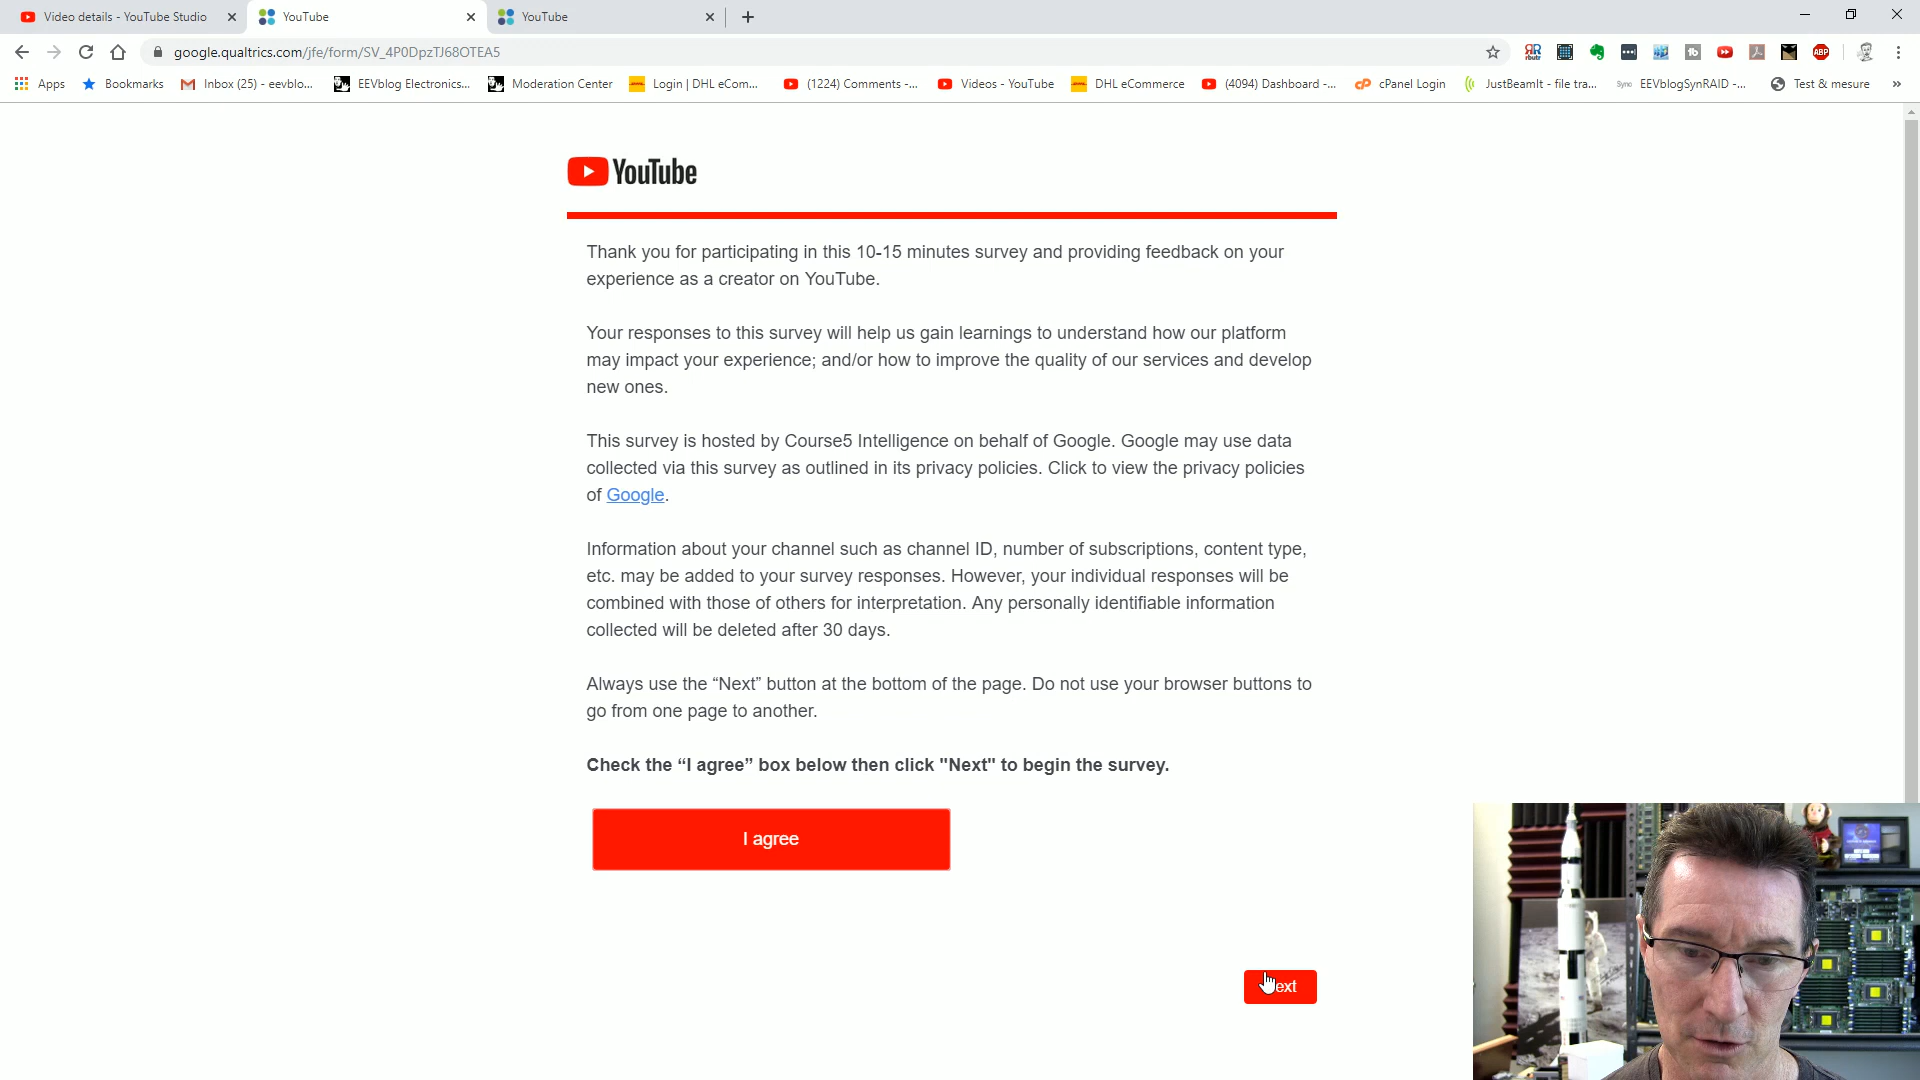 Video details - YouTube Studio
YouTube
YouTube
google.qualtrics.com/jfe/form/SV_4P0DpzTJ68OTEA5
Apps
Bookmarks
Inbox (25) - eevblo...
EEVblog Electronics...
Moderation Center
Login | DHL eCom...
(1224) Comments -...
Videos - YouTube
DHL eCommerce
(4094) Dashboard -...
cPanel Login
JustBeamIt - file tra...
EEVblogSynRAID -...
Test & mesure
»
YouTube
Thank you for participating in this 10-15 minutes survey and providing feedback on your
experience as a creator on YouTube.
Your responses to this survey will help us gain learnings to understand how our platform
may impact your experience; and/or how to improve the quality of our services and develop
new ones.
This survey is hosted by Course5 Intelligence on behalf of Google. Google may use data
collected via this survey as outlined in its privacy policies. Click to view the privacy policies
of Google.
Information about your channel such as channel ID, number of subscriptions, content type,
etc. may be added to your survey responses. However, your individual responses will be
combined with those of others for interpretation. Any personally identifiable information
collected will be deleted after 30 days.
Always use the “Next” button at the bottom of the page. Do not use your browser buttons to
go from one page to another.
Check the “I agree” box below then click "Next" to begin the survey.
I agree
Next